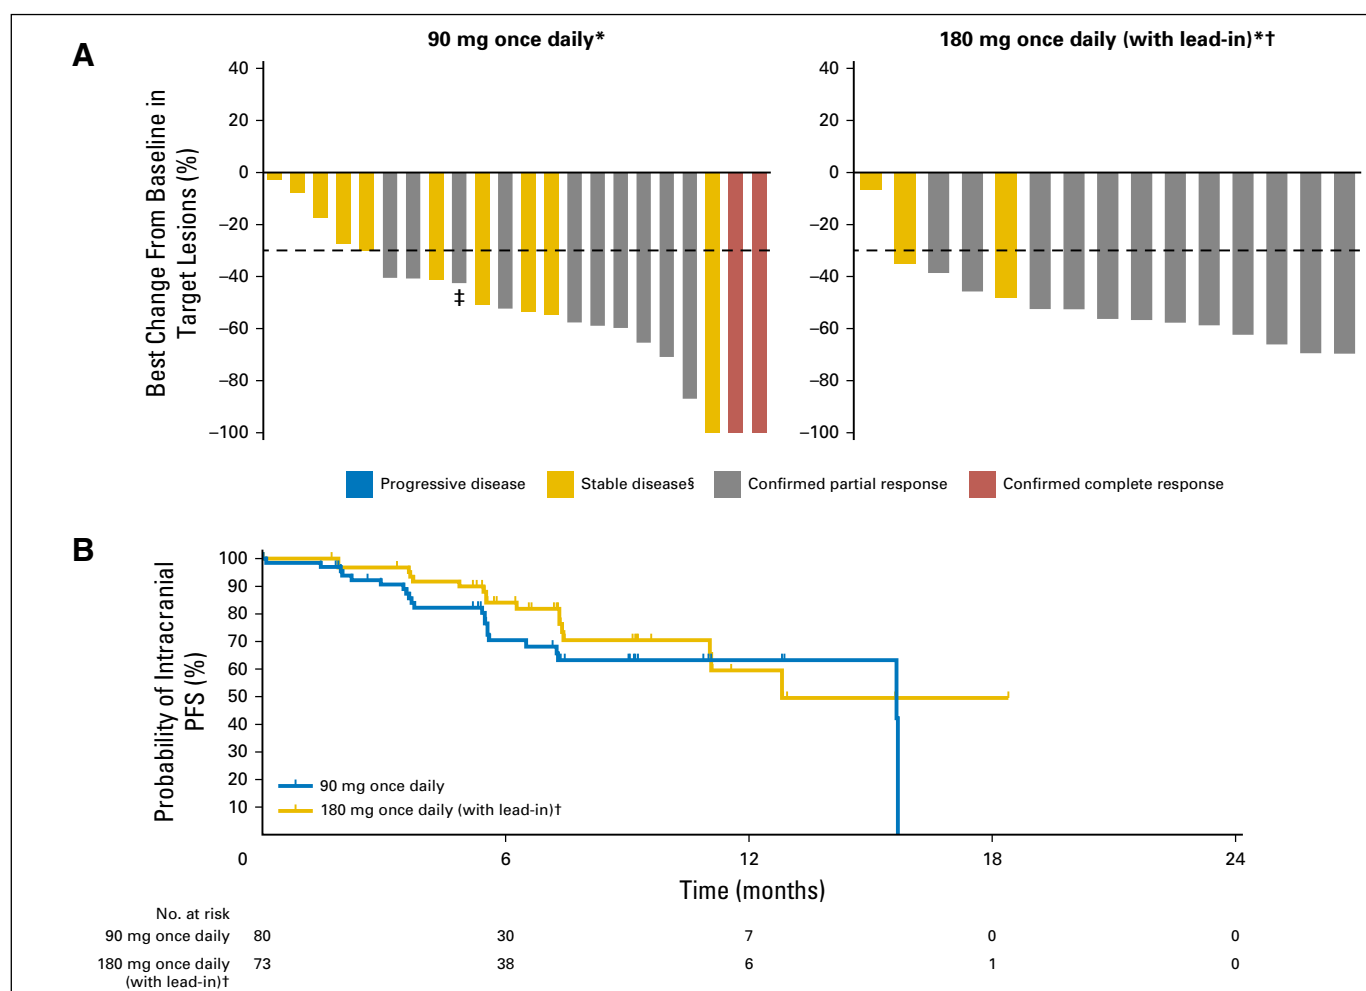 A
90 mg once daily*
180 mg once daily (with lead-in)*†
Best Change From Baseline in
Target Lesions (%)
40
20
0
–20
–40
–60
–80
–100
‡
40
20
0
–20
–40
–60
–80
–100
Progressive disease
Stable disease§
Confirmed partial response
Confirmed complete response
B
Probability of Intracranial
PFS (%)
100
90
80
70
60
50
40
30
20
10
90 mg once daily
180 mg once daily (with lead-in)†
0 6 12 18 24
Time (months)
No. at risk
90 mg once daily 80 30 7 0 0
180 mg once daily 73 38 6 1 0
(with lead-in)†